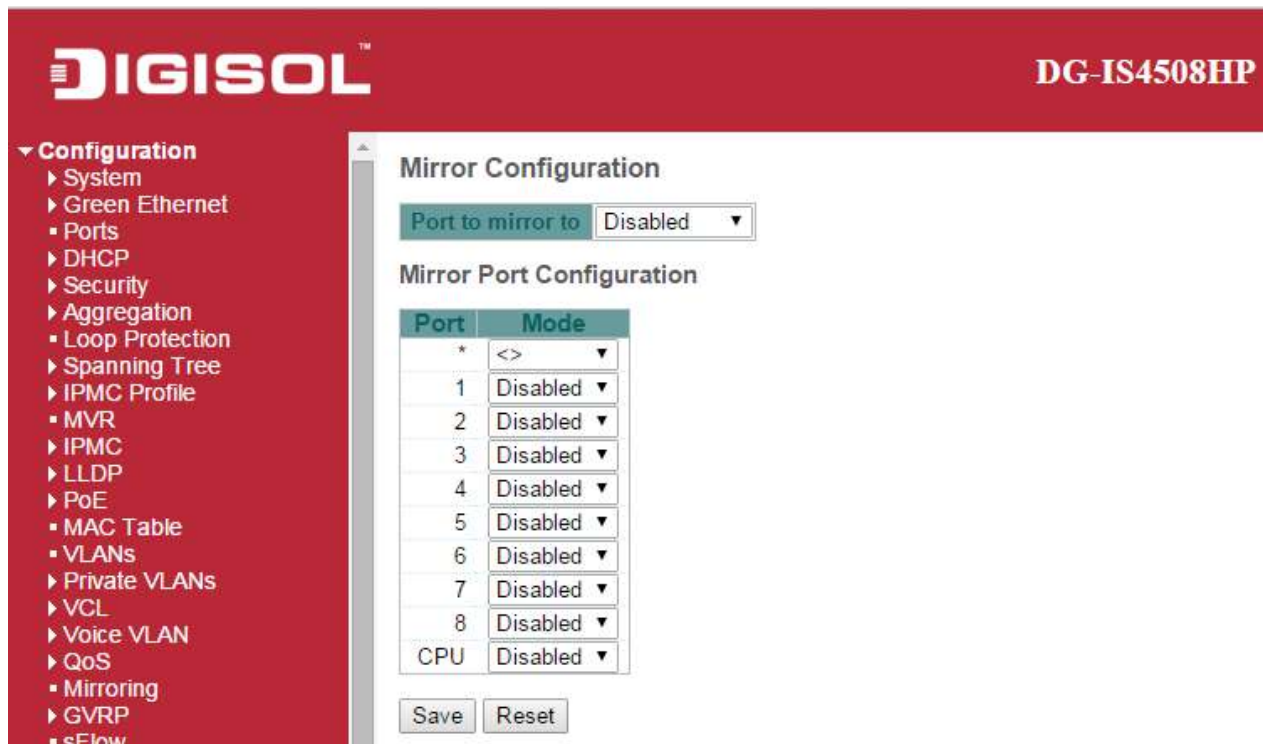 DIGISOL™
DG-IS4508HP
Configuration
System
Green Ethernet
Ports
DHCP
Security
Aggregation
Loop Protection
Spanning Tree
IPMC Profile
MVR
IPMC
LLDP
PoE
MAC Table
VLANs
Private VLANs
VCL
Voice VLAN
QoS
Mirroring
GVRP
sFlow
Mirror Configuration
Port to mirror to Disabled
Mirror Port Configuration
Port Mode
* <>
1 Disabled
2 Disabled
3 Disabled
4 Disabled
5 Disabled
6 Disabled
7 Disabled
8 Disabled
CPU Disabled
Save Reset